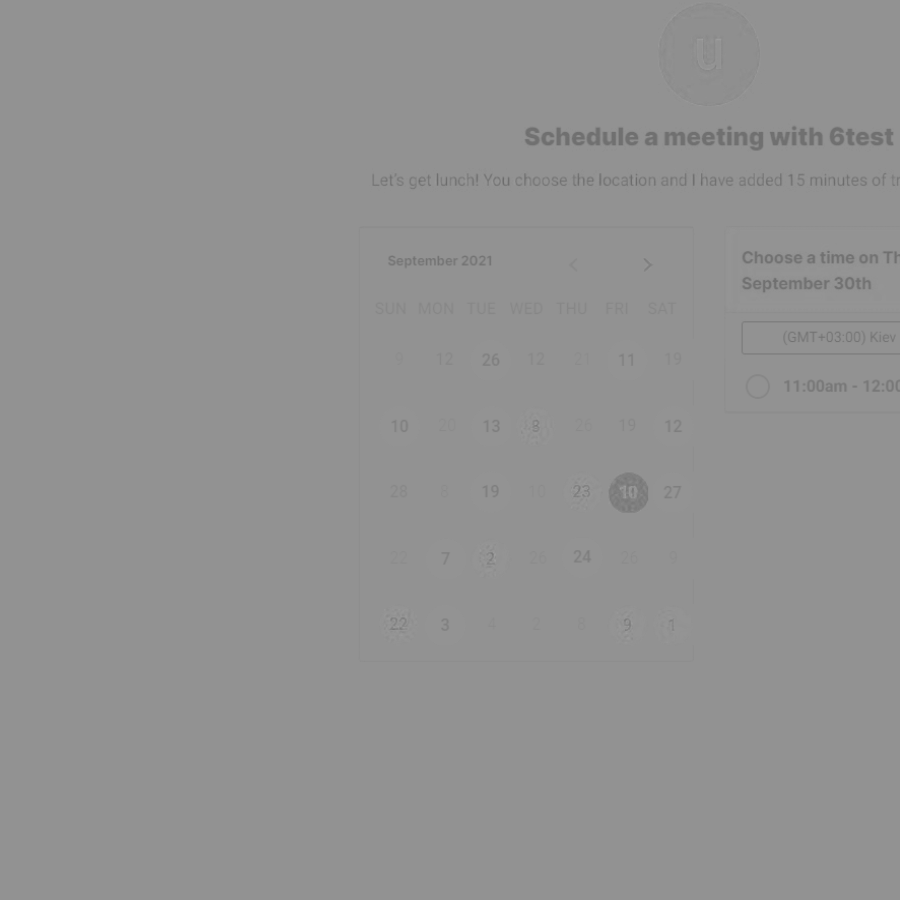 u
Schedule a meeting with 6test
Let's get lunch! You choose the location and I have added 15 minutes of
September 2021
SUN MON TUE WED THU FRI SAT
9 12 26 12 21 11 19
10 20 13 8 26 19 12
28 8 19 10 23 10 27
22 7 2 26 24 26 9
22 3 4 2 8 9 1
Choose a time on Th
September 30th
(GMT+03:00) Kiev
11:00am - 12:00